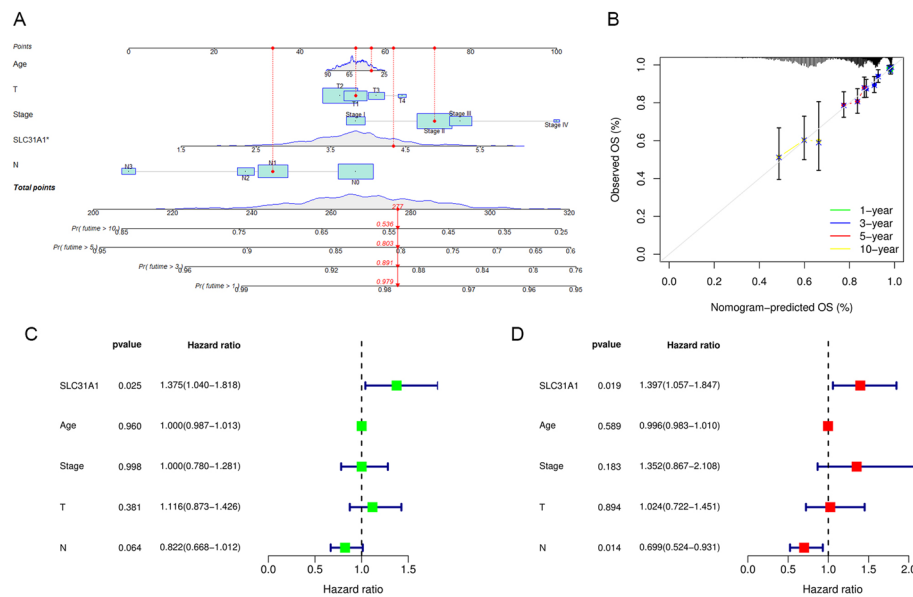 A
Points
0 20 40 60 80 100
Age
90 65 25
T
T2 T1 T3 T4
Stage
Stage I Stage II Stage III Stage IV
SLC31A1*
1.5 2.5 3.5 4.5 5.5
N
N3 N2 N1 N0
Total points
200 220 240 260 280 300 320
277
Pr( futime > 10)
0.85 0.75 0.65 0.55 0.45 0.35 0.25
0.536
Pr( futime > 5)
0.95 0.9 0.85 0.8 0.75 0.7 0.65 0.6
0.803
Pr( futime > 3)
0.96 0.92 0.88 0.84 0.8 0.76
0.891
Pr( futime > 1)
0.99 0.98 0.97 0.96 0.95
0.979
B
Observed OS (%)
1.0
0.8
0.6
0.4
0.2
0.0
1-year
3-year
5-year
10-year
0.0 0.2 0.4 0.6 0.8 1.0
Nomogram-predicted OS (%)
C
pvalue Hazard ratio
SLC31A1 0.025 1.375(1.040−1.818)
Age 0.960 1.000(0.987−1.013)
Stage 0.998 1.000(0.780−1.281)
T 0.381 1.116(0.873−1.426)
N 0.064 0.822(0.668−1.012)
0.0 0.5 1.0 1.5
Hazard ratio
D
pvalue Hazard ratio
SLC31A1 0.019 1.397(1.057−1.847)
Age 0.589 0.996(0.983−1.010)
Stage 0.183 1.352(0.867−2.108)
T 0.894 1.024(0.722−1.451)
N 0.014 0.699(0.524−0.931)
0.0 0.5 1.0 1.5 2.0
Hazard ratio